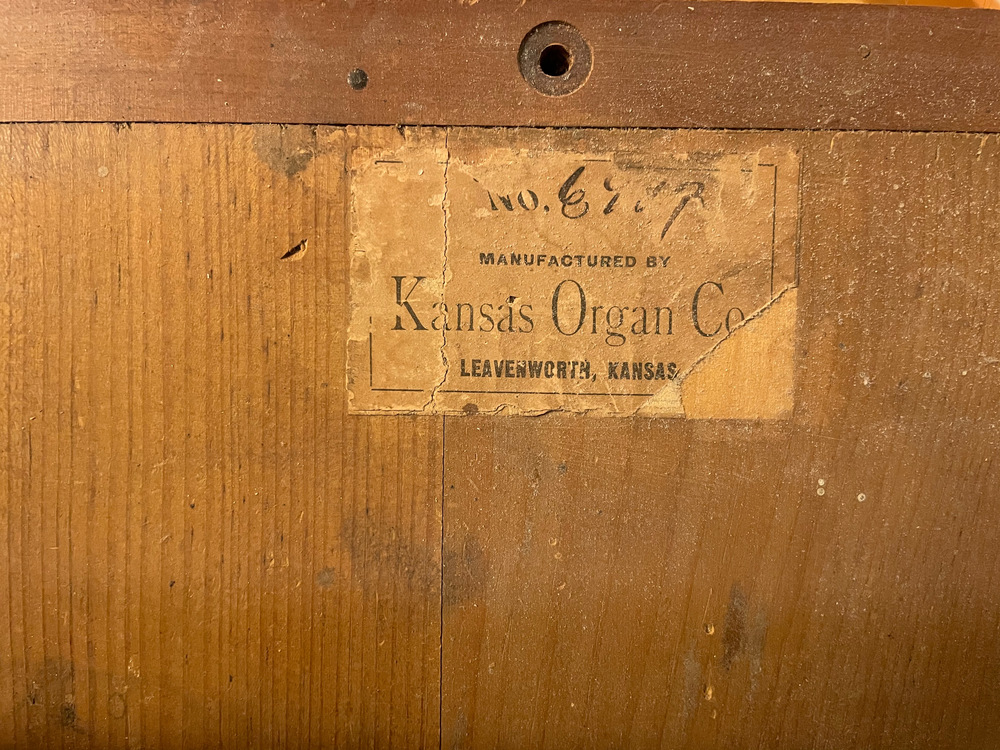 No.
MANUFACTURED BY
Kansas Organ Co
LEAVENWORTH, KANSAS